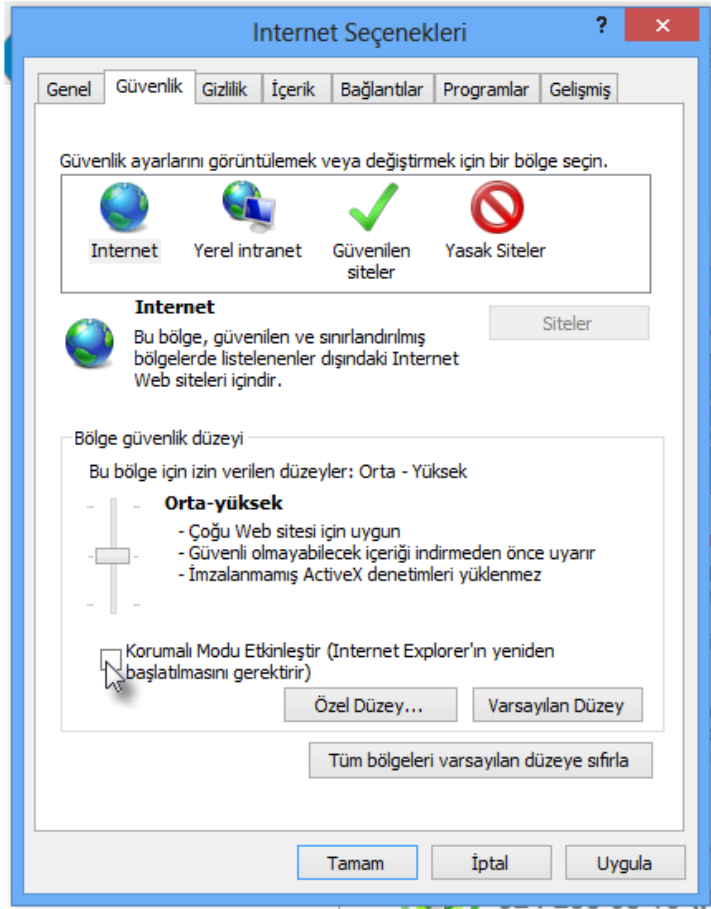 Internet Seçenekleri
?
Genel Güvenlik Gizlilik İçerik Bağlantılar Programlar Gelişmiş
Güvenlik ayarlarını görüntülemek veya değiştirmek için bir bölge seçin.
Internet Yerel intranet Güvenilen siteler Yasak Siteler
Internet
Siteler
Bu bölge, güvenilen ve sınırlandırılmış
bölgelerde listelenenler dışındaki Internet
Web siteleri içindir.
Bölge güvenlik düzeyi
Bu bölge için izin verilen düzeyler: Orta - Yüksek
Orta-yüksek
- Çoğu Web sitesi için uygun
- Güvenli olmayabilecek içeriği indirmeden önce uyarır
- İmzalanmamış ActiveX denetimleri yüklenmez
Korumalı Modu Etkinleştir (Internet Explorer'ın yeniden
başlatılmasını gerektirir)
Özel Düzey... Varsayılan Düzey
Tüm bölgeleri varsayılan düzeye sıfırla
Tamam İptal Uygula